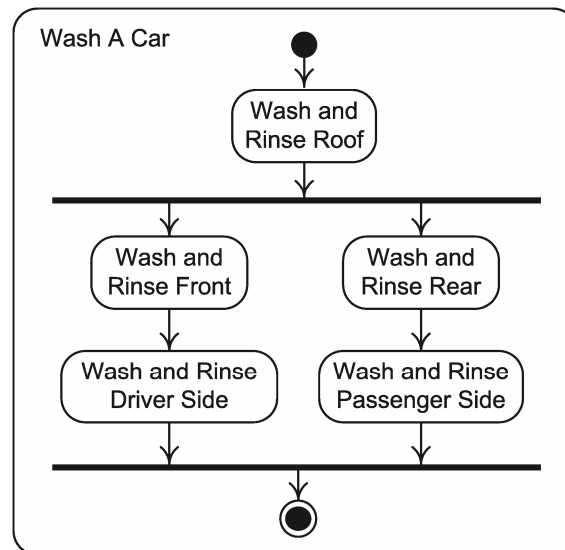 Wash A Car
Wash and
Rinse Roof
Wash and
Rinse Front
Wash and
Rinse Rear
Wash and Rinse
Driver Side
Wash and Rinse
Passenger Side